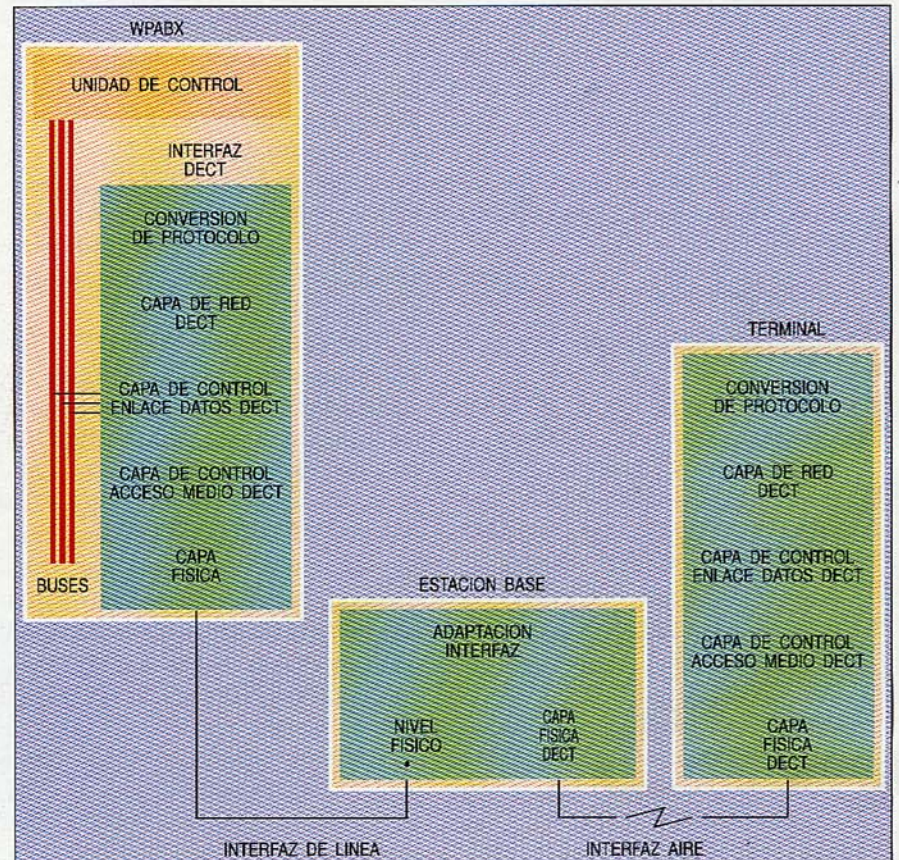 WPABX
UNIDAD DE CONTROL
INTERFAZ
DECT
CONVERSION
DE PROTOCOLO
CAPA DE RED
DECT
CAPA DE CONTROL
ENLACE DATOS DECT
CAPA DE CONTROL
ACCESO MEDIO DECT
CAPA
FISICA
BUSES
ESTACION BASE
ADAPTACION
INTERFAZ
NIVEL
FISICO
CAPA
FISICA
DECT
TERMINAL
CONVERSION
DE PROTOCOLO
CAPA DE RED
DECT
CAPA DE CONTROL
ENLACE DATOS DECT
CAPA DE CONTROL
ACCESO MEDIO DECT
CAPA
FISICA
DECT
INTERFAZ DE LINEA
INTERFAZ AIRE